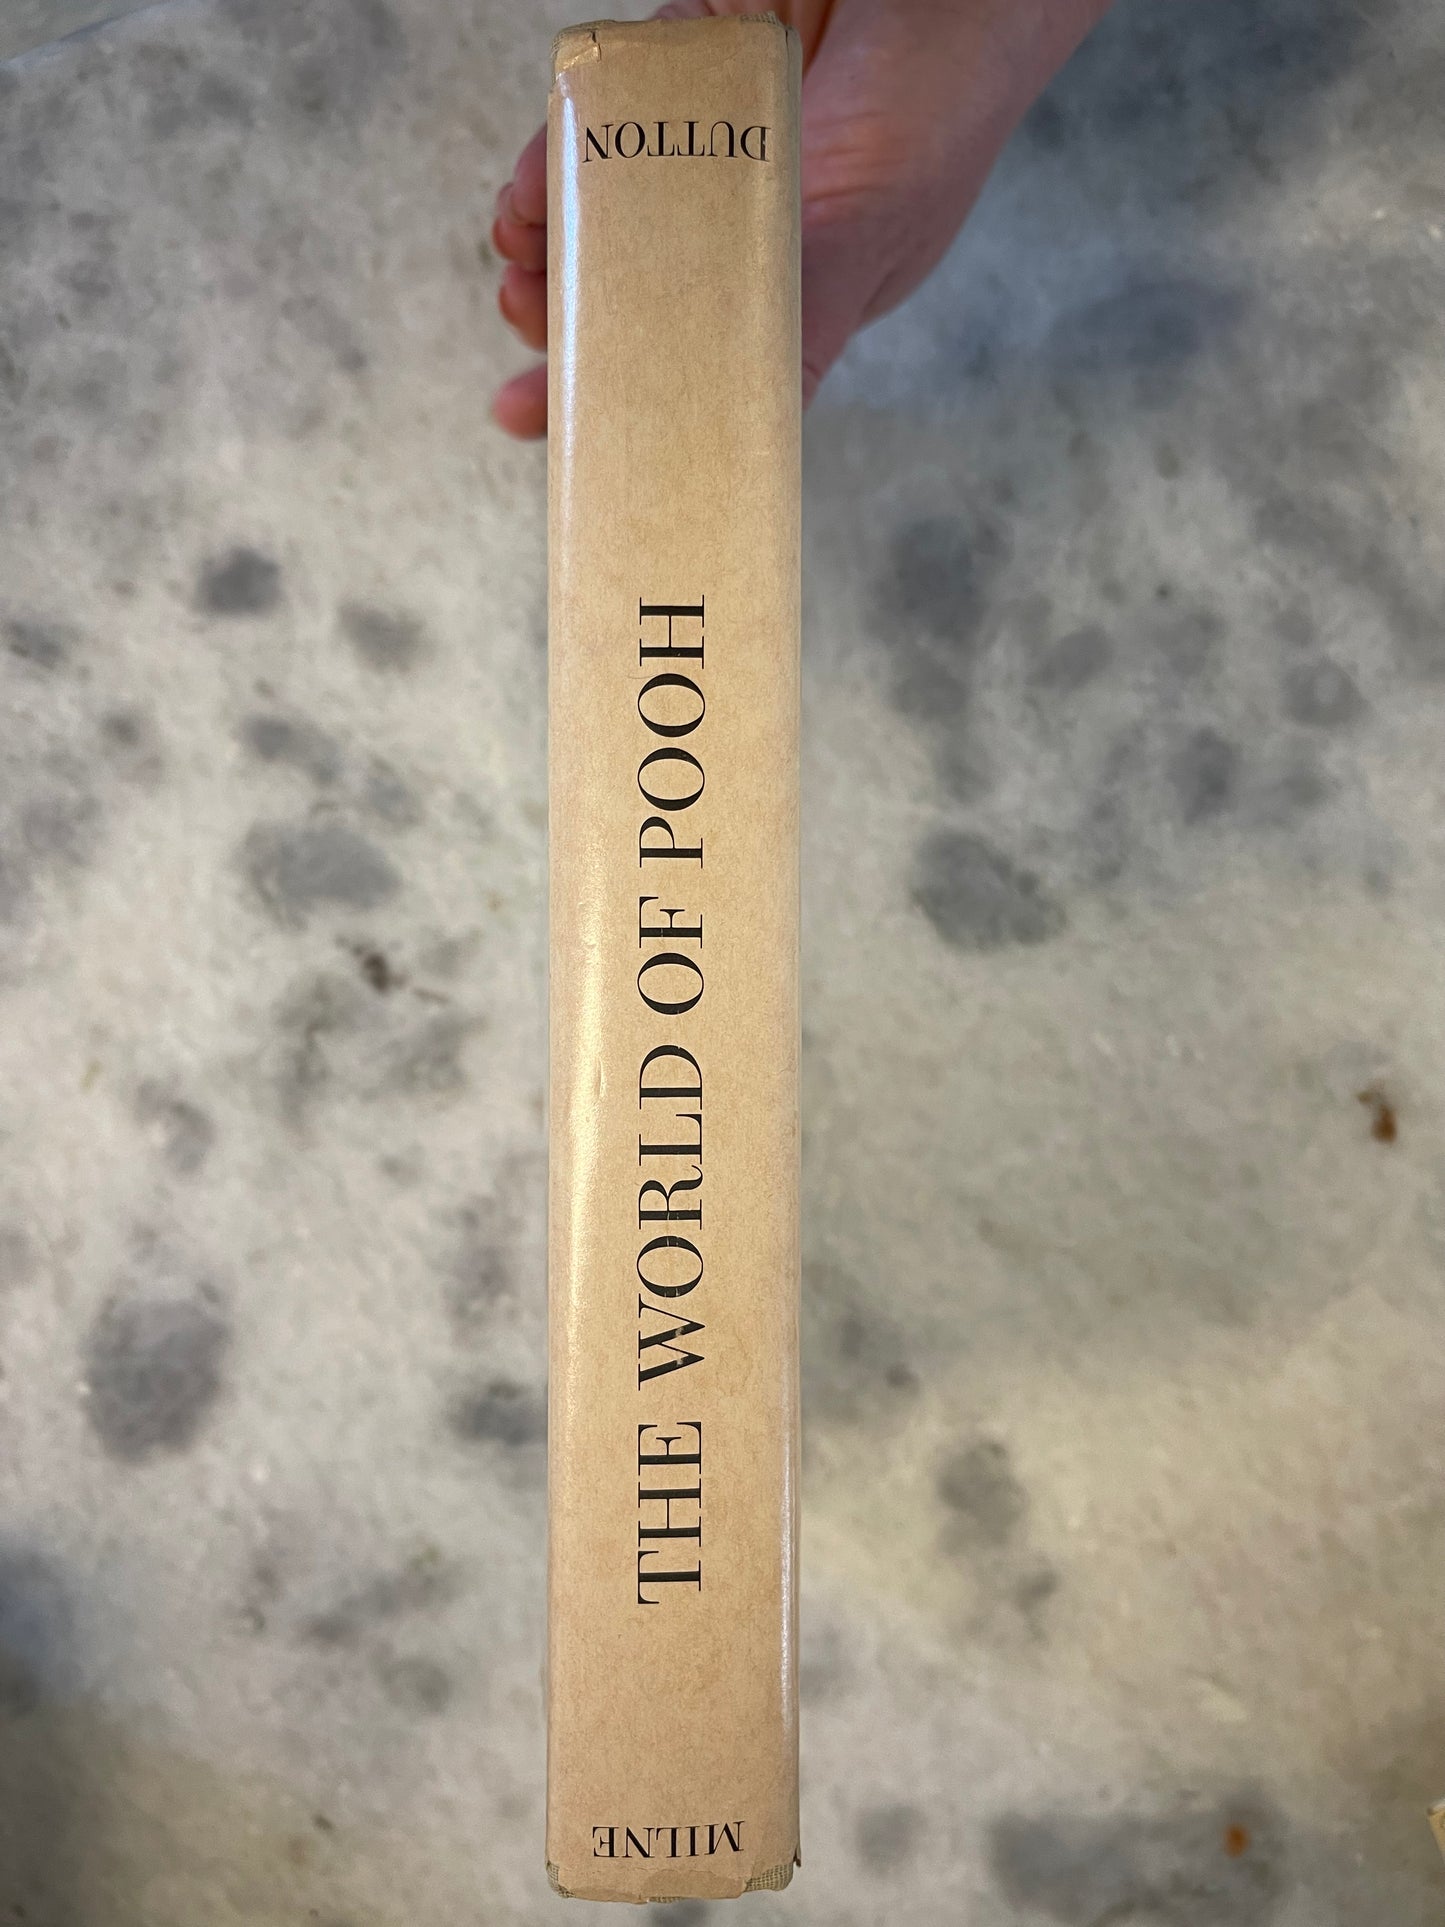 MILNE
THE WORLD OF POOH
DUTTON